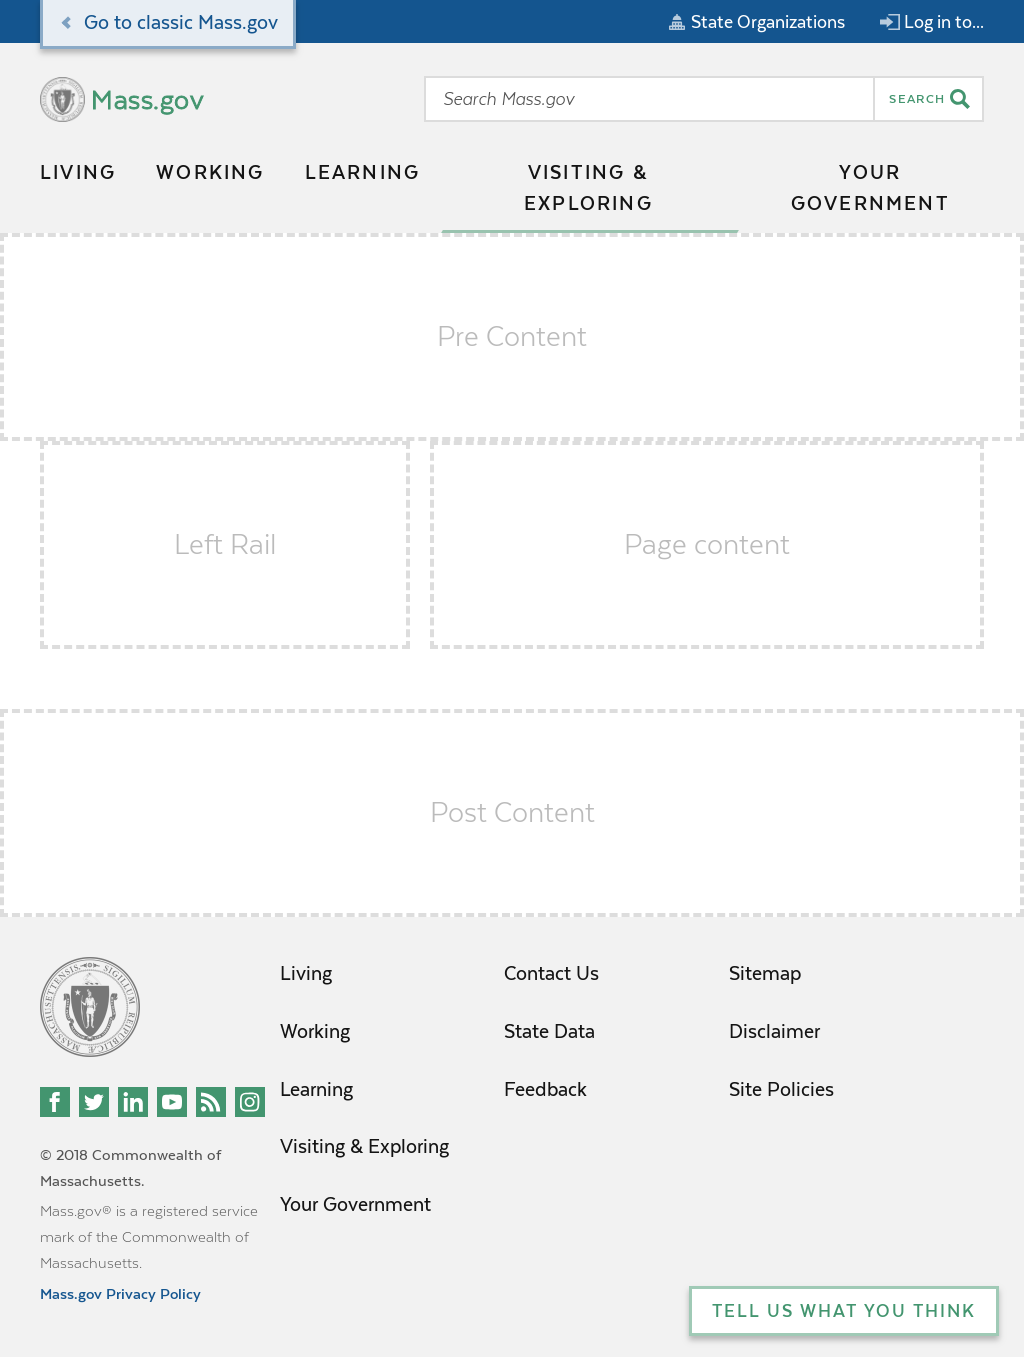 Go to classic Mass.gov
State Organizations
Log in to...
Mass.gov
Search Mass.gov
SEARCH
LIVING
WORKING
LEARNING
VISITING &
EXPLORING
YOUR
GOVERNMENT
Pre Content
Left Rail
Page content
Post Content
Living
Working
Learning
Visiting & Exploring
Your Government
Contact Us
State Data
Feedback
Sitemap
Disclaimer
Site Policies
© 2018 Commonwealth of
Massachusetts.
Mass.gov® is a registered service
mark of the Commonwealth of
Massachusetts.
Mass.gov Privacy Policy
TELL US WHAT YOU THINK